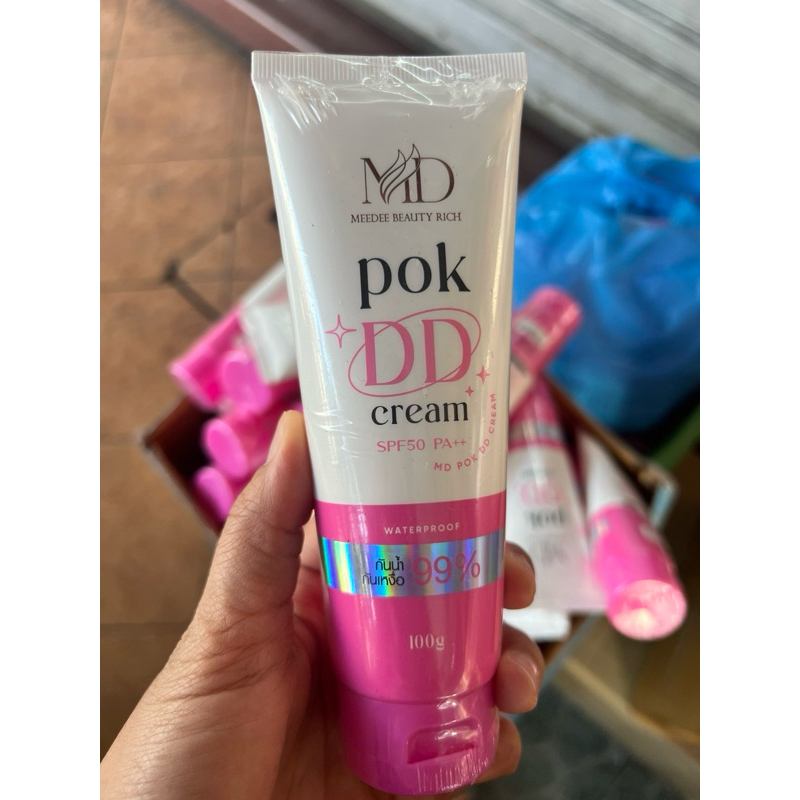 MD
MEEDEE BEAUTY RICH
pok
DD
cream
SPF50 PA++
MD POK DD CREAM
WATERPROOF
กันน้ำ
กันเหงื่อ 99%
100g